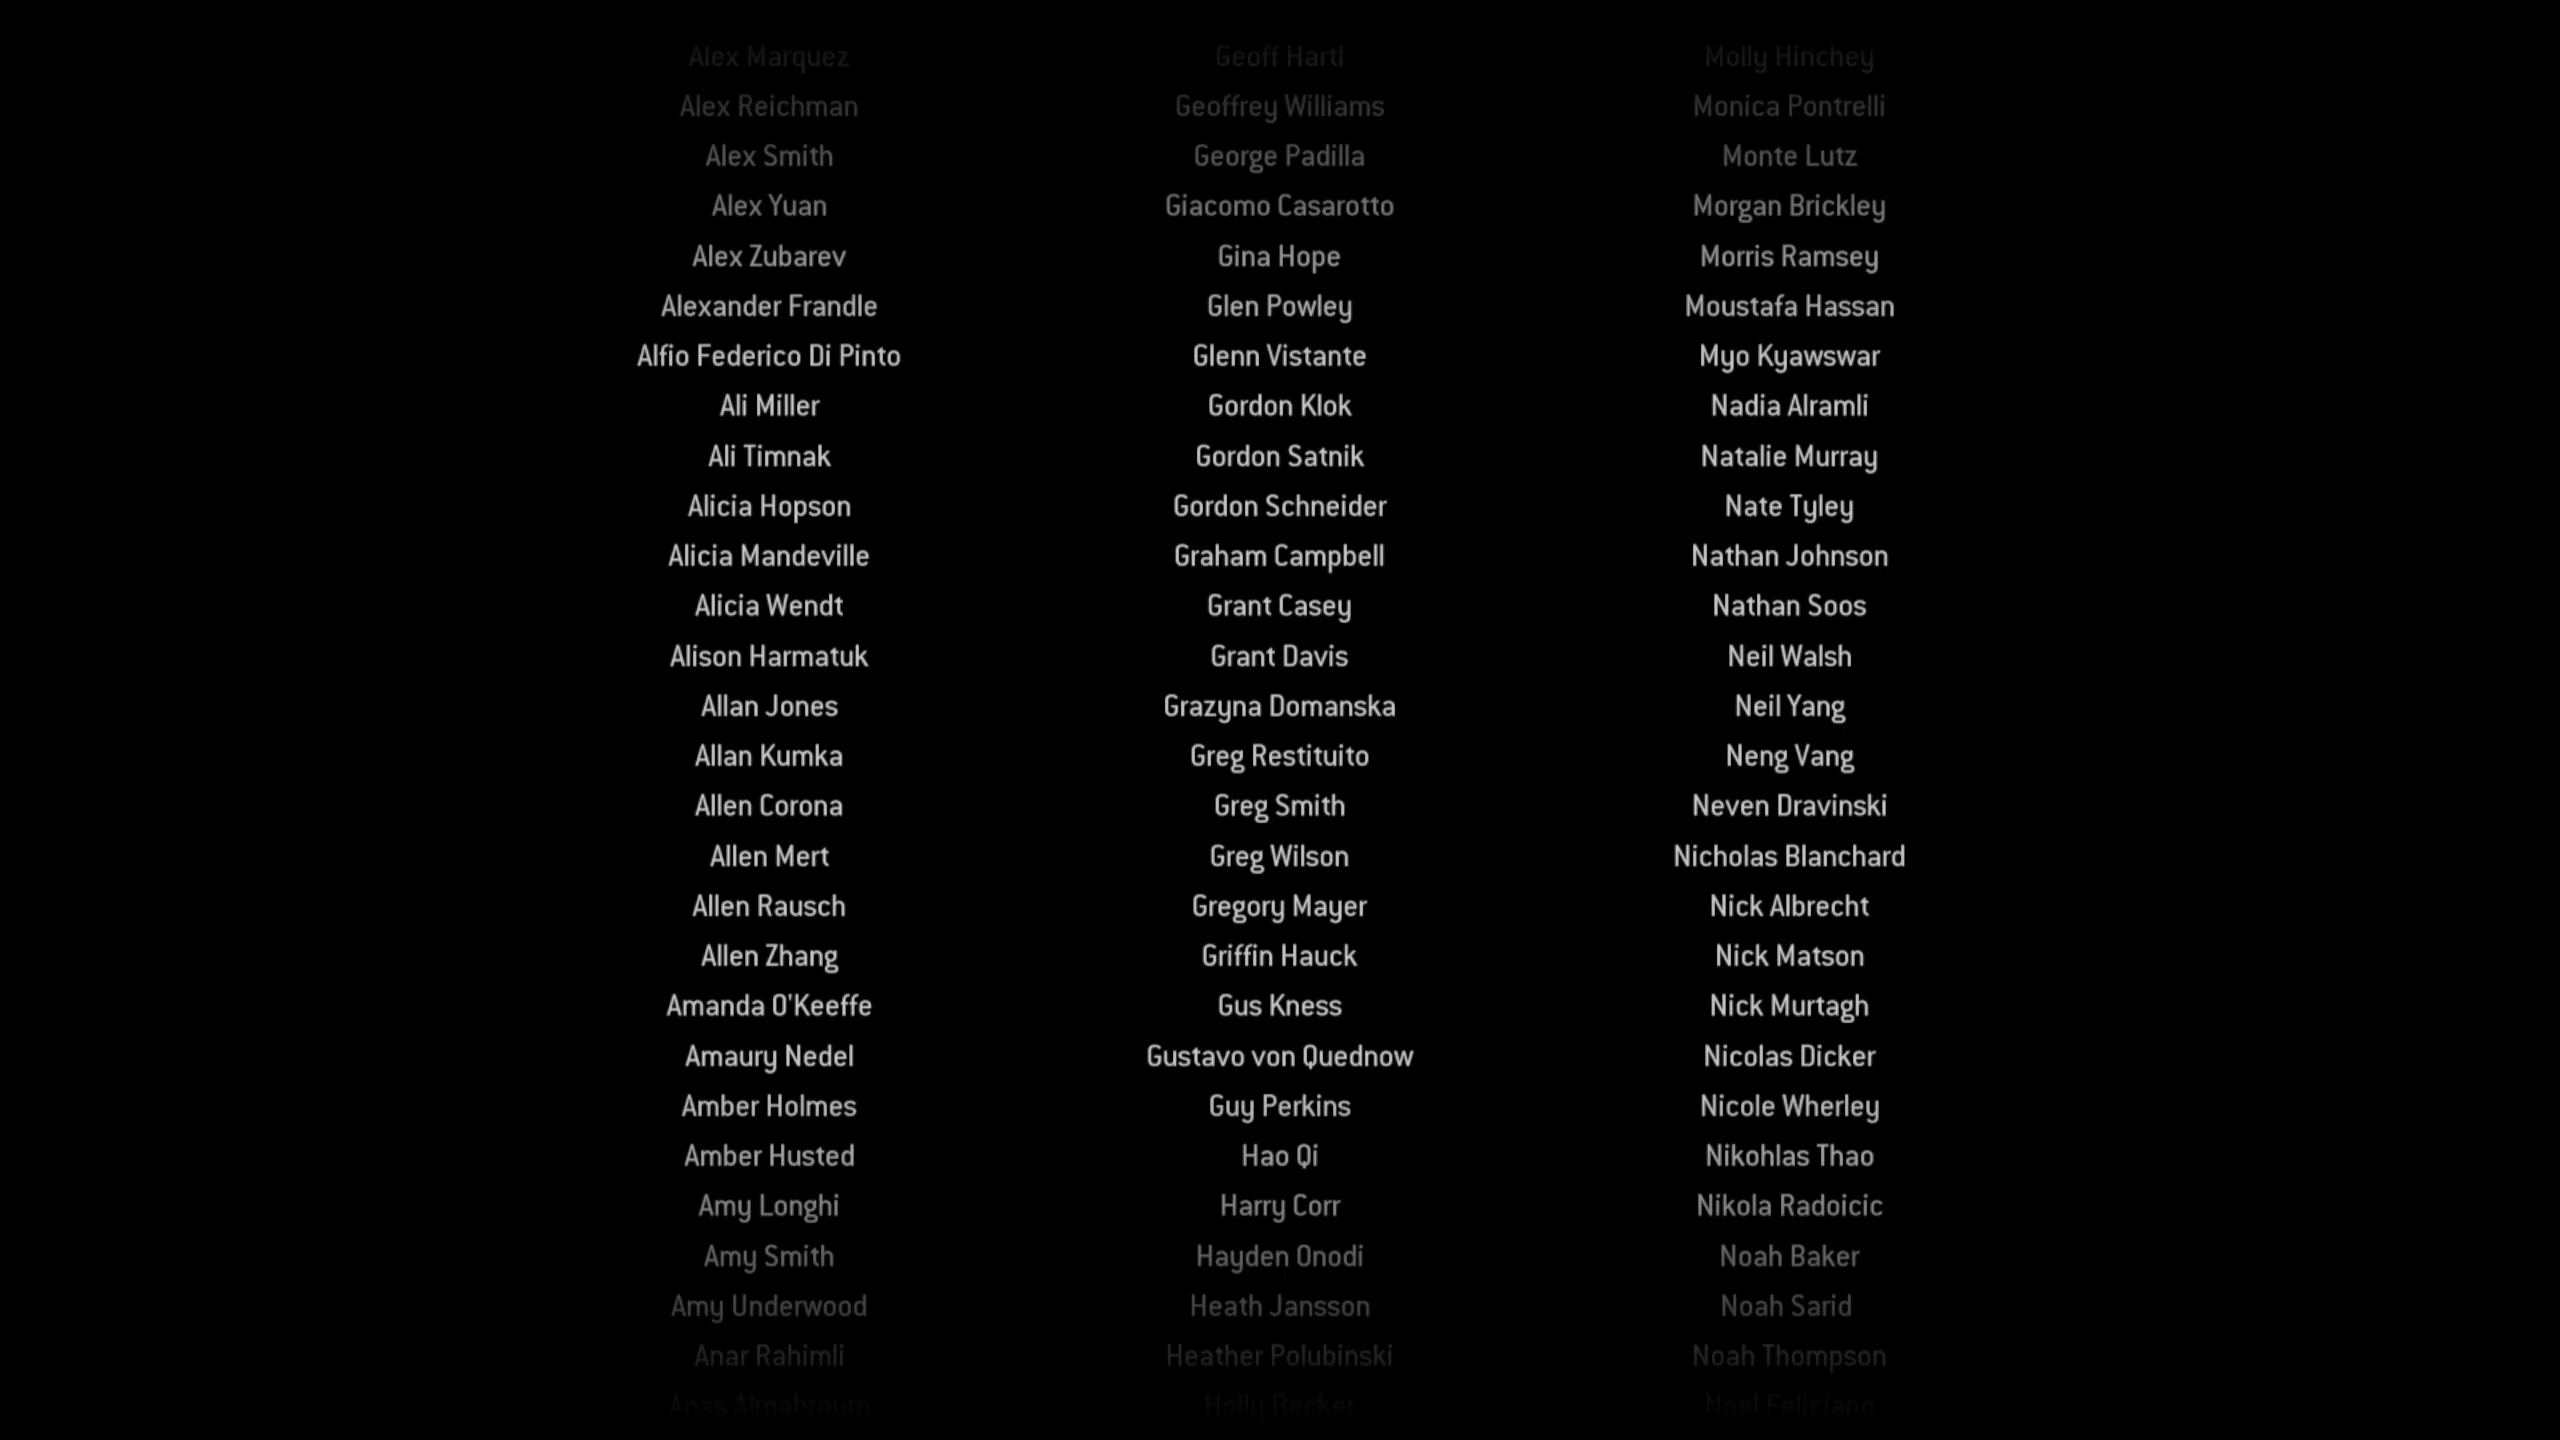 Alex Marquez
Alex Reichman
Alex Smith
Alex Yuan
Alex Zubarev
Alexander Frandle
Alfio Federico Di Pinto
Ali Miller
Ali Timnak
Alicia Hopson
Alicia Mandeville
Alicia Wendt
Alison Harmatuk
Allan Jones
Allan Kumka
Allen Corona
Allen Mert
Allen Rausch
Allen Zhang
Amanda O'Keeffe
Amaury Nedel
Amber Holmes
Amber Husted
Amy Longhi
Amy Smith
Amy Underwood
Anar Rahimli
Anas Almahroum
Geoff Hartl
Geoffrey Williams
George Padilla
Giacomo Casarotto
Gina Hope
Glen Powley
Glenn Vistante
Gordon Klok
Gordon Satnik
Gordon Schneider
Graham Campbell
Grant Casey
Grant Davis
Grazyna Domanska
Greg Restituito
Greg Smith
Greg Wilson
Gregory Mayer
Griffin Hauck
Gus Kness
Gustavo von Quednow
Guy Perkins
Hao Qi
Harry Corr
Hayden Onodi
Heath Jansson
Heather Polubinski
Holly Becker
Molly Hinchey
Monica Pontrelli
Monte Lutz
Morgan Brickley
Morris Ramsey
Moustafa Hassan
Myo Kyawswar
Nadia Alramli
Natalie Murray
Nate Tyley
Nathan Johnson
Nathan Soos
Neil Walsh
Neil Yang
Neng Vang
Neven Dravinski
Nicholas Blanchard
Nick Albrecht
Nick Matson
Nick Murtagh
Nicolas Dicker
Nicole Wherley
Nikohlas Thao
Nikola Radoicic
Noah Baker
Noah Sarid
Noah Thompson
Noel Feliciano